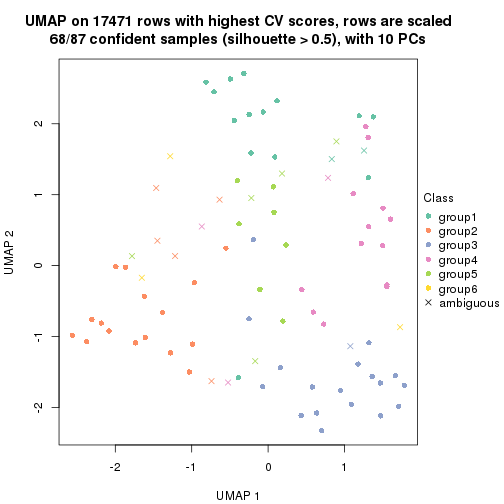 UMAP on 17471 rows with highest CV scores, rows are scaled
68/87 confident samples (silhouette > 0.5), with 10 PCs
2
1
0
-1
-2
UMAP 2
-2
-1
0
1
UMAP 1
Class
group1
group2
group3
group4
group5
group6
ambiguous